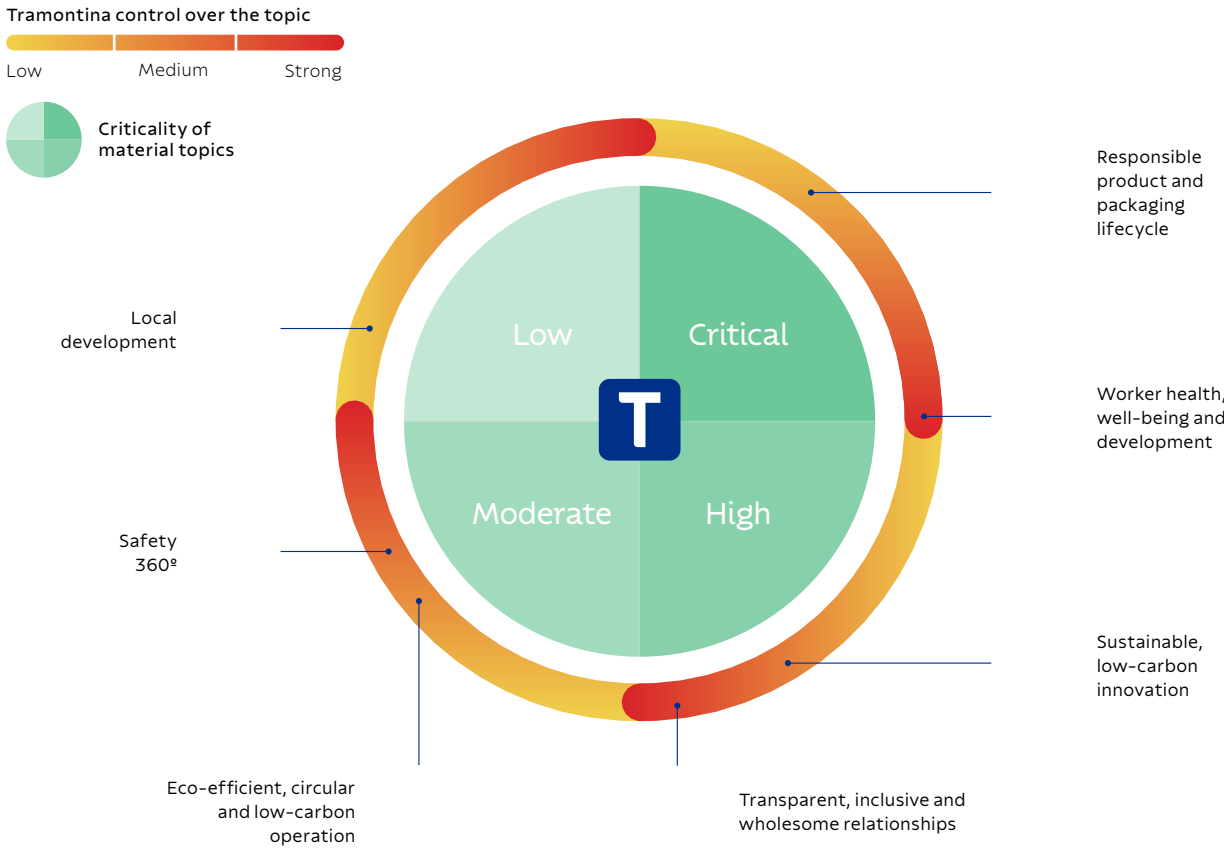 Tramontina control over the topic
Low
Medium
Strong
Criticality of
material topics
Responsible
product and
packaging
lifecycle
Local
development
Low
Critical
T
Worker health,
well-being and
development
Moderate
High
Safety
360º
Sustainable,
low-carbon
innovation
Eco-efficient, circular
and low-carbon
operation
Transparent, inclusive and
wholesome relationships